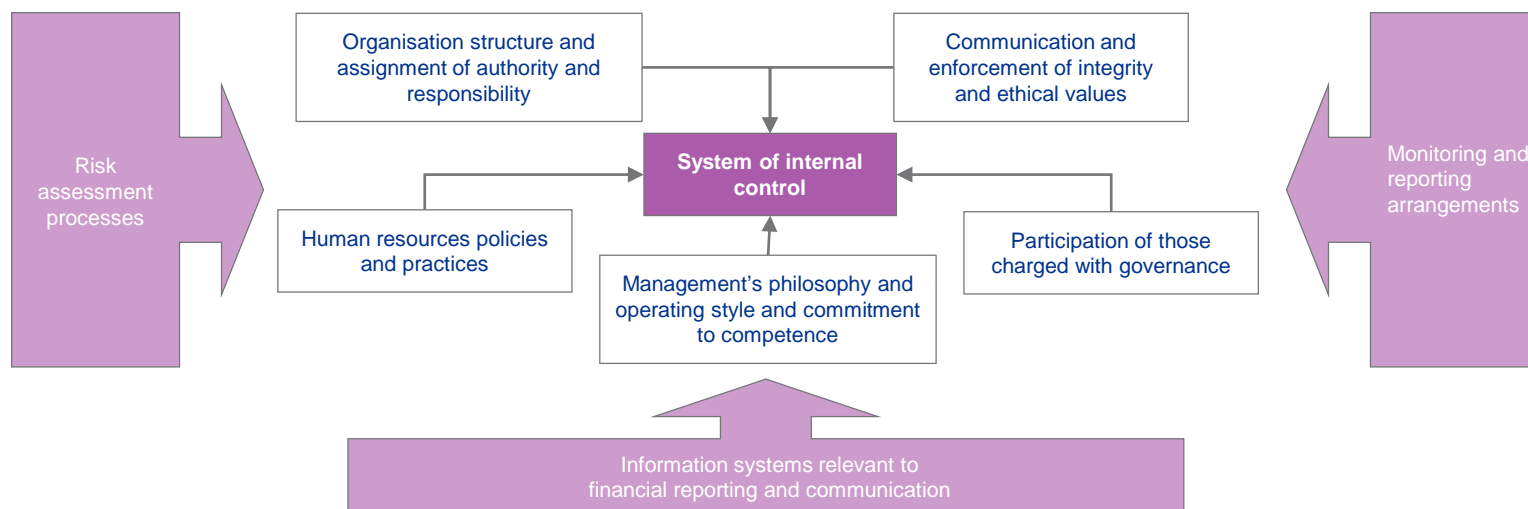 Organisation structure and
assignment of authority and
responsibility
Communication and
enforcement of integrity
and ethical values
Risk
assessment
processes
System of internal
control
Monitoring and
reporting
arrangements
Human resources policies
and practices
Management’s philosophy and
operating style and commitment
to competence
Participation of those
charged with governance
Information systems relevant to
financial reporting and communication